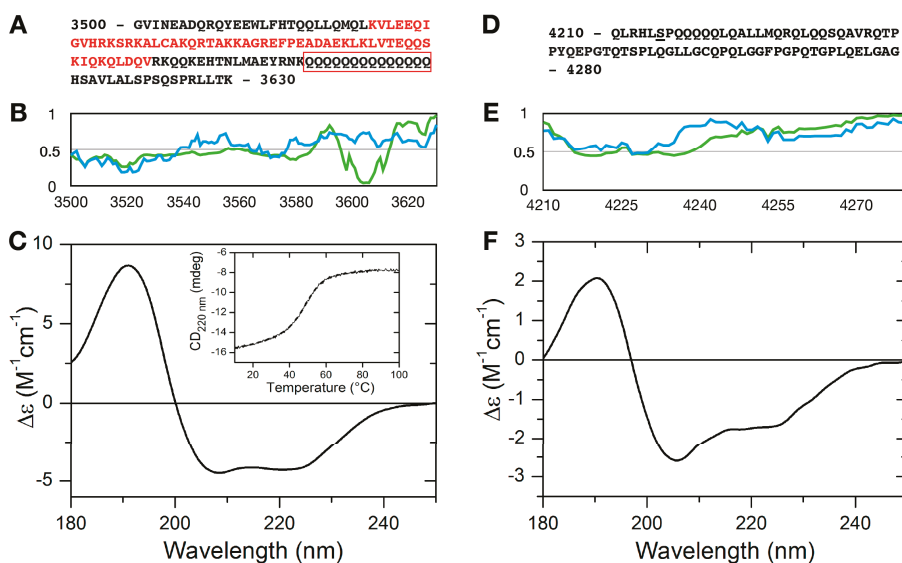 A
3500 – GVINEADQRQYEEWLFHTQQLLQMQLKVLEEQI
GVHRKSRKALCAKQRTAKKAGREFPEADAEKLKLVTEQQS
KIQKQLDQVRKQQKEHTNLMAEYRNKQQQQQQQQQQQQQQ
HSAVLALSPSQSPRLLTK – 3630
B
1
0.5
0
3500 3520 3540 3560 3580 3600 3620
C
10
5
0
-5
Δε (M⁻¹cm⁻¹)
180 200 220 240
Wavelength (nm)
-6
-8
-10
-12
-14
-16
CD220 nm (mdeg)
20 40 60 80 100
Temperature (°C)
D
4210 – QLRHLSPQQQQQLQALLMQRQLQQSQAVRQTP
PYQEPGTQTSPLQGLLGCQPQLGGFPGPQTGPLQELGAG
– 4280
E
1
0.5
0
4210 4225 4240 4255 4270
F
3
2
1
0
-1
-2
-3
Δε (M⁻¹cm⁻¹)
180 200 220 240
Wavelength (nm)